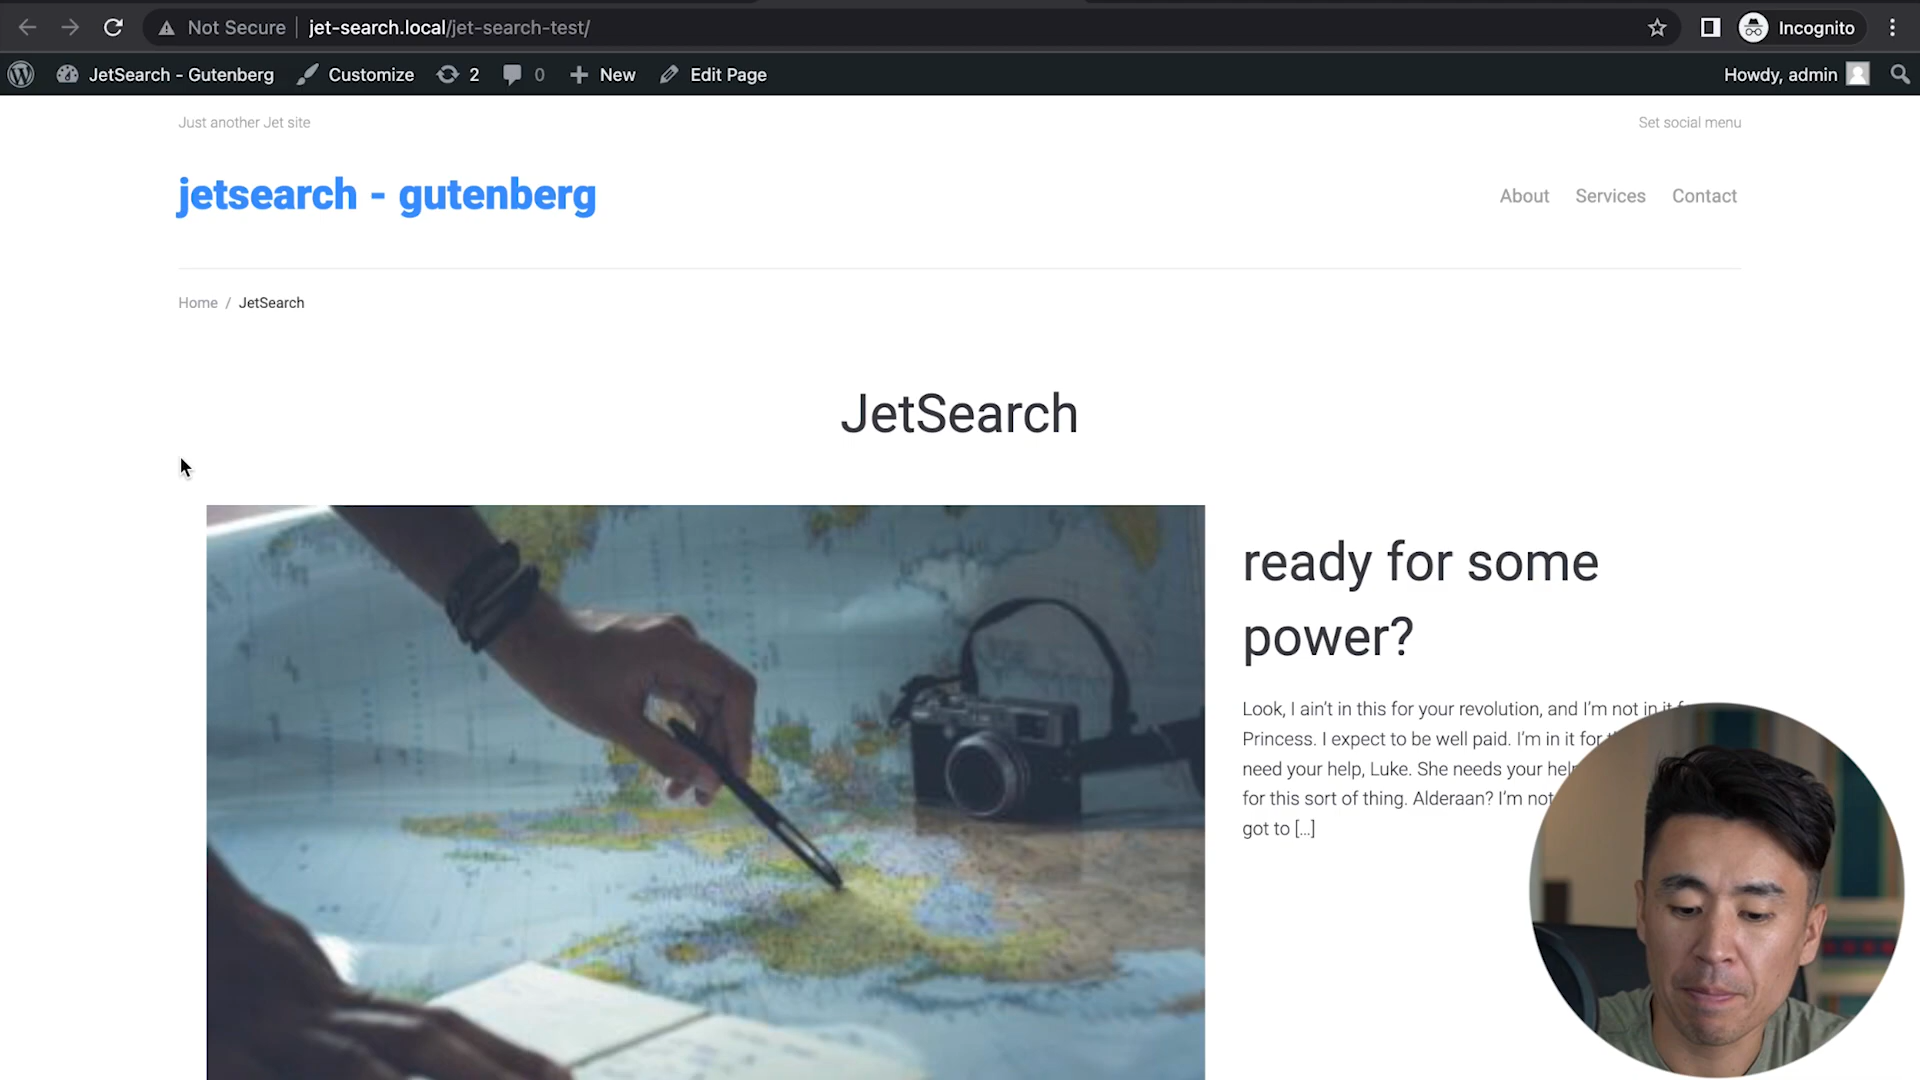 Not Secure jet-search.local/jet-search-test/ Incognito
JetSearch - Gutenberg Customize 2 0 New Edit Page Howdy, admin
Just another Jet site Set social menu
jetsearch - gutenberg About Services Contact
Home / JetSearch
JetSearch
ready for some
power?
Look, I ain't in this for your revolution, and I'm not in it
Princess. I expect to be well paid. I'm in it for
need your help, Luke. She needs your help
for this sort of thing. Alderaan? I'm not
got to [...]